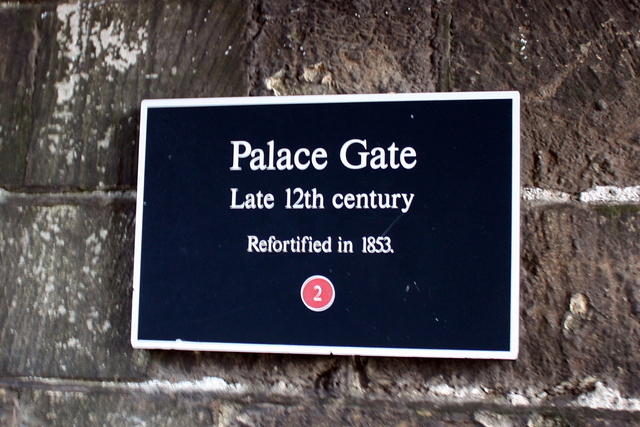 Palace Gate
Late 12th century
Refortified in 1853.
2